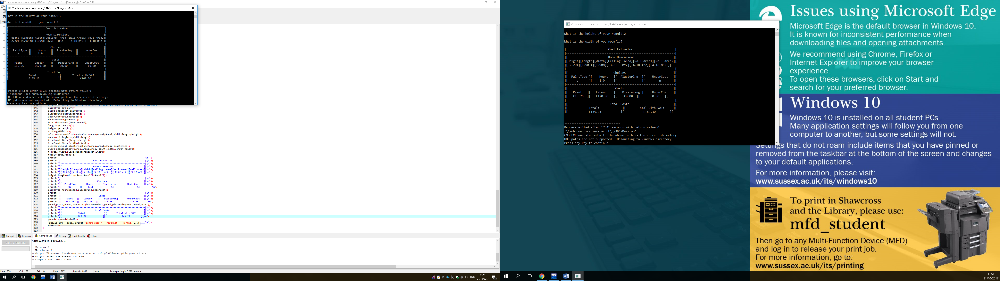 \\smbhome.uscs.susx.ac.uk\cg394\Desktop\Program v1.c - [Executing] - Dev-C++ 5.11
File
\\smbhome.uscs.susx.ac.uk\cg394\Desktop\Program v1.exe
What is the height of your room?2.2
What is the width of you room?1.9
] Cost Estimator [
]---------------------------------------------------------------[
][ Room Dimensions ][
][Height][Length][Width][Ceiling  Area][Wall Area1][Wall Area2][
][ 2.20m][1.90 m][1.90m][ 3.61   m^2  ][ 4.18 m^2 ][ 4.18 m^2 ][
]---------------------------------------------------------------[
][ Choices ][
][ PaintType ][ Hours ][ Plastering ][ UnderCoat ][
][ e ][ 1.0 ][ n ][ n ][
]---------------------------------------------------------------[
][ Costs ][
][ Paint ][ Labour ][ Plastering ][ UnderCoat ][
][ £15.25 ][ £120.00 ][ £0.00 ][ £0.00 ][
]---------------------------------------------------------------[
][ Total Costs ][
][ Total: ][ Total with VAT: ][
][ £135.25 ][ £162.30 ][
--------------------------------
Process exited after 11.37 seconds with return value 0
'\\smbhome.uscs.susx.ac.uk\cg394\Desktop'
CMD.EXE was started with the above path as the current directory.
UNC paths are not supported.  Defaulting to Windows directory.
Press any key to continue . . .
341 paintType=getPaint();
342 paint=paintCost(paintType);
343 plastering=getPlastering();
344 underCoat=getUndercoat();
345 hoursNeeded=getHours();
346 hCost=hoursCost(hoursNeeded);
347 length=getLength();
348 height=getHeight();
349 width=getWidth();
350 uCost=undercoatCost(underCoat,cArea,Area1,Area2,width,length,height);
351 cArea=ceilingArea(width,length);
352 Area1=wall1Area(length,height);
353 Area2=wall2Area(width,height);
354 plasteringCost=plasteringFunc(cArea,Area1,Area2,plastering);
355 pCost=paintingCost(cArea,Area1,Area2,paint,width,length,height);
356 t=Total(hCost,pCost,plasteringCost,uCost);
357 totalF=totalFinal(t);
358 printf("_______________________________________________________________\n");
359 printf("] Cost Estimator [\n");
360 printf("]---------------------------------------------------------------[\n");
361 printf("][ Room Dimensions ][\n");
362 printf("][Height][Length][Width][Ceiling  Area][Wall Area1][Wall Area2][\n");
363 printf("][ %.2fm][%.2f m][%.2fm][ %.2f   m^2  ][ %.2f m^2 ][ %.2f m^2 ][\n",
364 height,length,width,cArea,Area1/2,Area2/2);
365 printf("]---------------------------------------------------------------[\n");
366 printf("][ Choices ][\n");
367 printf("][ PaintType ][ Hours ][ Plastering ][ UnderCoat ][\n");
368 printf("][ %c ][ %.1f ][ %c ][ %c ][\n",
369 paintType,hoursNeeded,plastering,underCoat);
370 printf("]---------------------------------------------------------------[\n");
371 printf("][ Costs ][\n");
372 printf("][ Paint ][ Labour ][ Plastering ][ UnderCoat ][\n");
373 printf("][ %c%.2f ][ %c%.2f ][ %c%.2f ][ %c%.2f ][\n",
374 pound,pCost,pound,hoursCost(hoursNeeded),pound,plasteringCost,pound,uCost);
375 printf("]---------------------------------------------------------------[\n");
376 printf("][ Total Costs ][\n");
377 printf("][ Total: ][ Total with VAT: ][\n");
378 printf("][ %c%.2f ][ %c%.2f ][\n",
379 pound,t,pound,totalF);
380 \n");
public int __cdecl printf (const char * __restrict__ _Format, ...)
381
382 }
383
Compiler Resources Compile Log Debug Find Results Close
Abort Compilation
Compilation results...
--------
- Errors: 0
- Warnings: 0
- Output Filename: \\smbhome.uscs.susx.ac.uk\cg394\Desktop\Program v1.exe
- Output Size: 134.9169921875 KiB
- Compilation Time: 0.55s
Line: 378 Col: 58 Sel: 0 Lines: 387 Length: 9848 Insert Done parsing in 0.078 seconds
ENG
11:51
31/10/2017
\\smbhome.uscs.susx.ac.uk\cg394\Desktop\Program v1.exe
What is the height of your room?2.2
What is the width of you room?1.9
] Cost Estimator [
]---------------------------------------------------------------[
][ Room Dimensions ][
][Height][Length][Width][Ceiling  Area][Wall Area1][Wall Area2][
][ 2.20m][1.90 m][1.90m][ 3.61   m^2][ 4.18 m^2][ 4.18 m^2 ][
]---------------------------------------------------------------[
][ Choices ][
][ PaintType ][ Hours ][ Plastering ][ UnderCoat ][
][ e ][ 1.0 ][ n ][ n ][
]---------------------------------------------------------------[
][ Costs ][
][ Paint ][ Labour ][ Plastering ][ UnderCoat ][
][ £15.25 ][ £120.00 ][ £0.00 ][ £0.00 ][
]---------------------------------------------------------------[
][ Total Costs ][
][ Total: ][ Total with VAT: ][
][ £135.25 ][ £162.30 ][
--------------------------------
Process exited after 17.41 seconds with return value 0
'\\smbhome.uscs.susx.ac.uk\cg394\Desktop'
CMD.EXE was started with the above path as the current directory.
UNC paths are not supported.  Defaulting to Windows directory.
Press any key to continue . . .
Issues using Microsoft Edge
Microsoft Edge is the default browser in Windows 10.
It is known for inconsistent performance when
downloading files and opening attachments.
We recommend using Chrome, Firefox or
Internet Explorer to improve your browser
experience.
To open these browsers, click on Start and
search for your preferred browser.
Windows 10
Windows 10 is installed on all student PCs.
Many application settings will follow you from one
computer to another, but some settings will not.
Settings that do not roam include items that you have pinned or
removed from the taskbar at the bottom of the screen and changes
to your default applications.
For more information, please visit:
www.sussex.ac.uk/its/windows10
To print in Shawcross
and the Library, please use:
mfd_student
Then go to any Multi-Function Device (MFD)
and log in to release your print job.
For more information, go to:
www.sussex.ac.uk/its/printing
11:51
31/10/2017